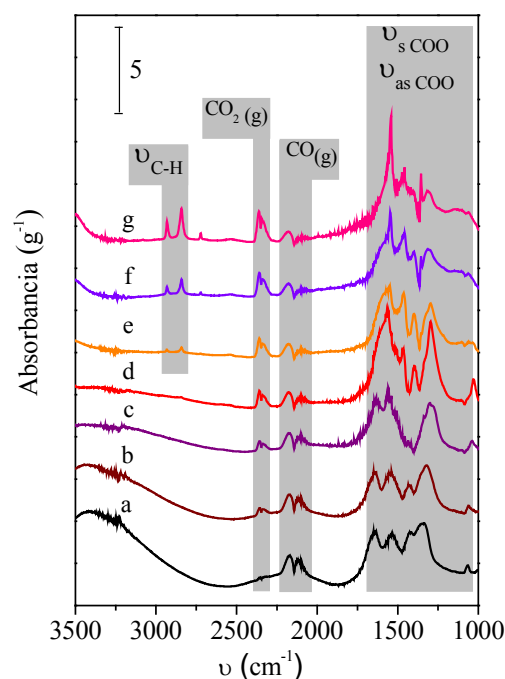 υs COO
υas COO
5
CO2 (g)
υC-H
CO(g)
g
f
e
d
c
b
a
Absorbancia (g-1)
3500 3000 2500 2000 1500 1000
υ (cm-1)